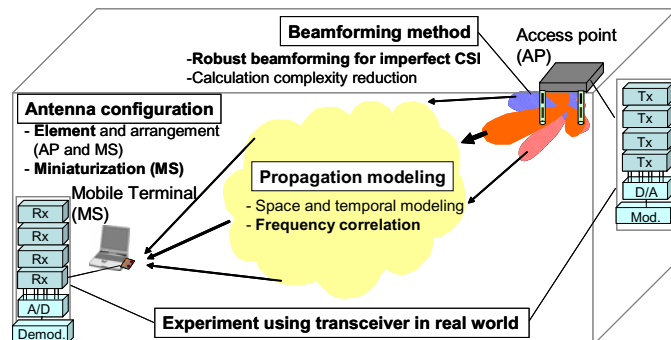 Beamforming method
-Robust beamforming for imperfect CSI
-Calculation complexity reduction
Access point
(AP)
Tx
Tx
Tx
Tx
D/A
Mod.
Antenna configuration
- Element and arrangement
(AP and MS)
- Miniaturization (MS)
Mobile Terminal
(MS)
Rx
Rx
Rx
Rx
A/D
Demod.
Propagation modeling
- Space and temporal modeling
- Frequency correlation
Experiment using transceiver in real world